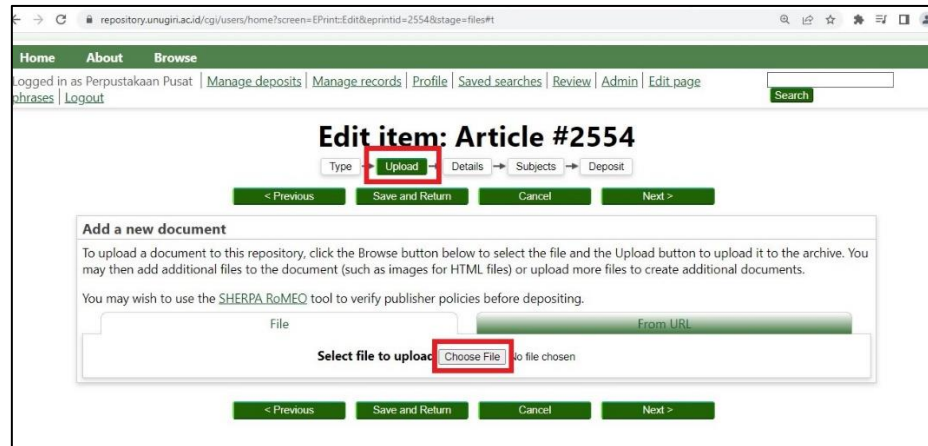 repository.unugiri.ac.id/cgi/users/home?screen=EPrint::Edit&eprintid=2554&stage=files#t
Home About Browse
Logged in as Perpustakaan Pusat | Manage deposits | Manage records | Profile | Saved searches | Review | Admin | Edit page
phrases | Logout
Search
Edit item: Article #2554
Type Upload Details Subjects Deposit
< Previous Save and Return Cancel Next >
Add a new document
To upload a document to this repository, click the Browse button below to select the file and the Upload button to upload it to the archive. You
may then add additional files to the document (such as images for HTML files) or upload more files to create additional documents.
You may wish to use the SHERPA RoMEO tool to verify publisher policies before depositing.
File From URL
Select file to upload Choose File No file chosen
< Previous Save and Return Cancel Next >